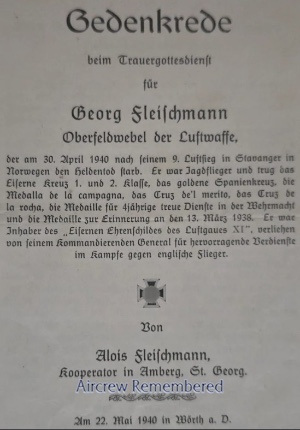 Gedenkrede
beim Trauergottesdienst
für
Georg Fleischmann
Oberfeldwebel der Luftwaffe,
der am 30. April 1940 nach seinem 9. Luftsieg in Stavanger in
Norwegen den Heldentod starb. Er war Jagdflieger und trug das
Eiserne Kreuz 1. und 2. Klasse, das goldene Spanienkreuz, die
Medalla de la campagna, das Cruz de'l merito, das Cruz de
la rocha, die Medaille für 4jährige treue Dienste in der Wehrmacht
und die Medaille zur Erinnerung an den 13. März 1938. Er war
Inhaber des „Eisernen Ehrenschildes des Luftgaues XI", verliehen
von seinem Kommandierenden General für hervorragende Verdienste
im Kampfe gegen englische Flieger.
Von
Alois Fleischmann,
Kooperator in Amberg, St. Georg.
Aircrew Remembered
Am 22. Mai 1940 in Wörth a. D.